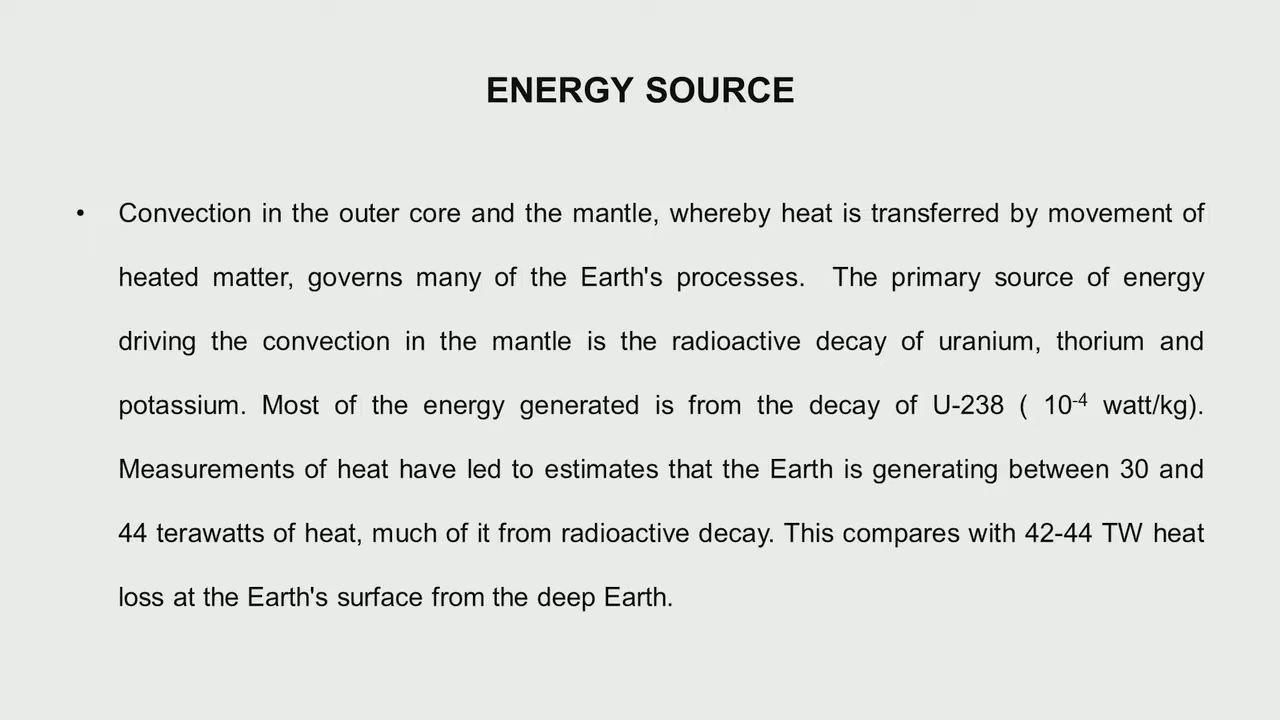 ENERGY SOURCE
• Convection in the outer core and the mantle, whereby heat is transferred by movement of
heated matter, governs many of the Earth's processes.  The primary source of energy
driving the convection in the mantle is the radioactive decay of uranium, thorium and
potassium. Most of the energy generated is from the decay of U-238 ( 10⁻⁴ watt/kg).
Measurements of heat have led to estimates that the Earth is generating between 30 and
44 terawatts of heat, much of it from radioactive decay. This compares with 42-44 TW heat
loss at the Earth's surface from the deep Earth.